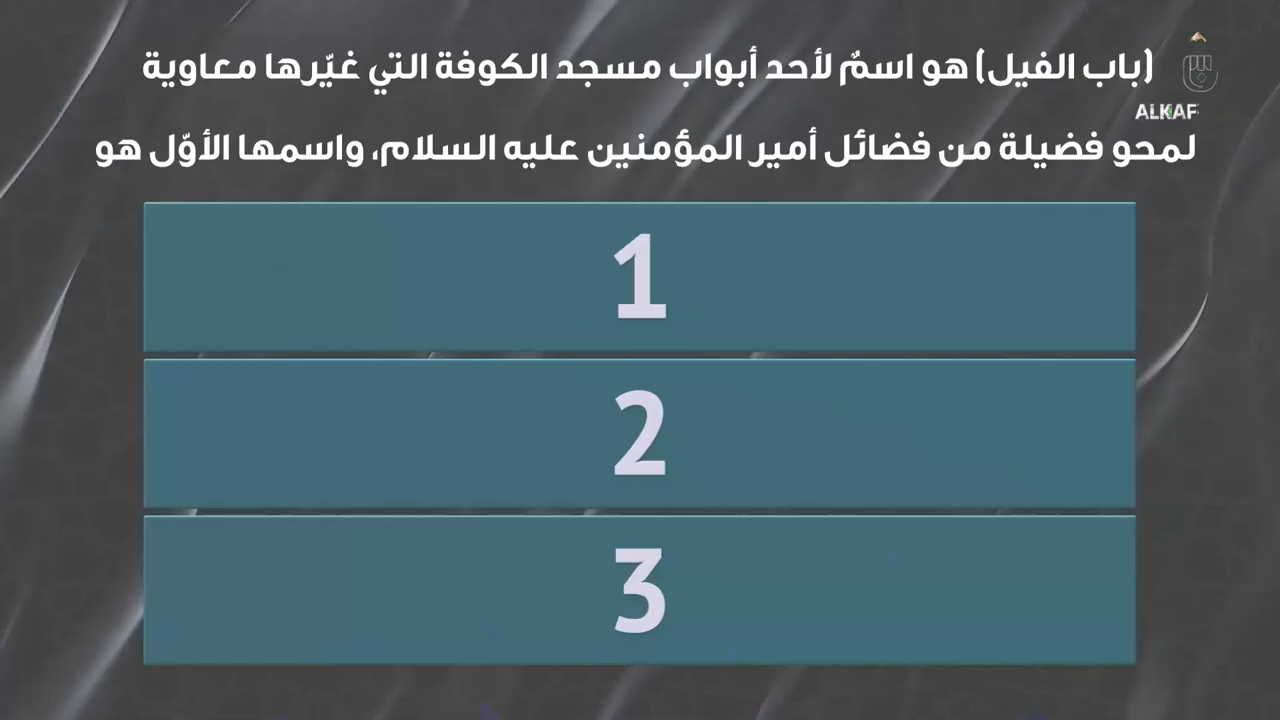 (باب الفيل) هو اسمٌ لأحد أبواب مسجد الكوفة التي غيّرها معاوية
لمحو فضيلة من فضائل أمير المؤمنين عليه السلام، واسمها الأوّل هو
ALKAF
1
2
3